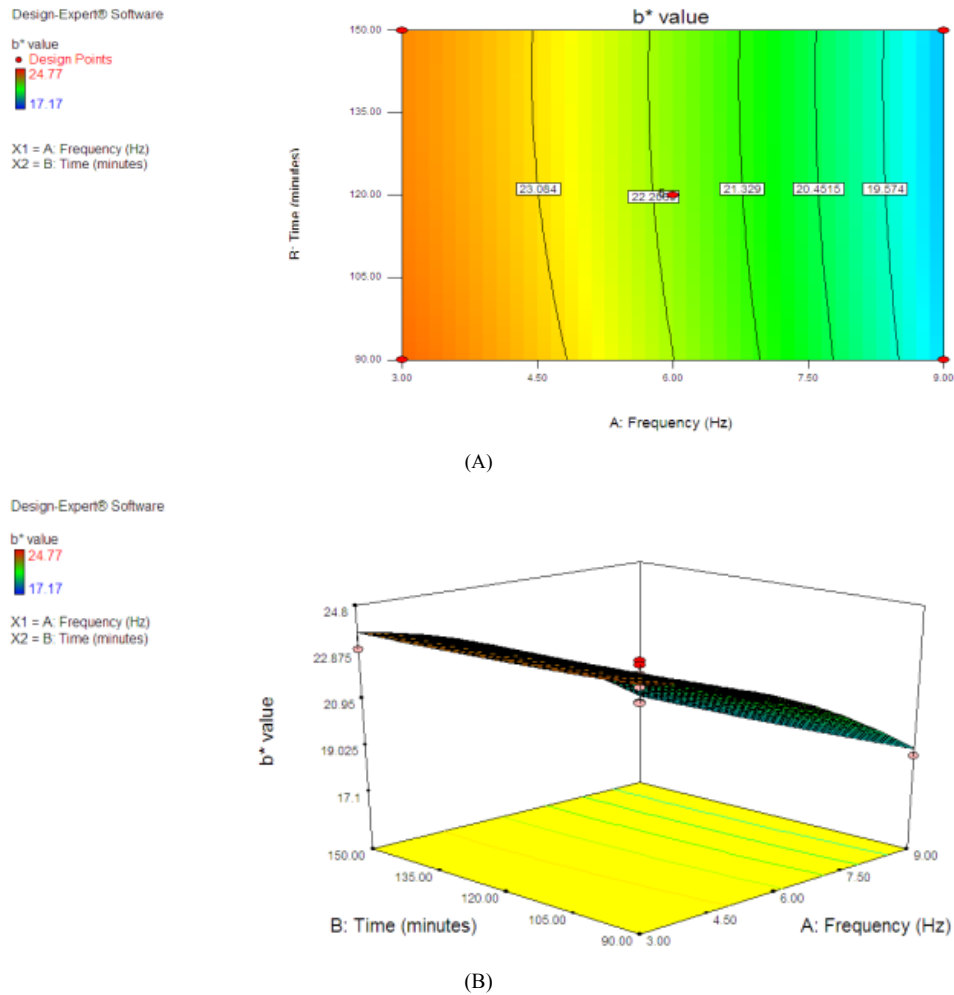 Design-Expert® Software
b* value
Design Points
24.77
17.17
X1 = A: Frequency (Hz)
X2 = B: Time (minutes)
b* value
150.00
135.00
120.00
105.00
90.00
B: Time (minutes)
23.084
21.329
20.4515
19.574
3.00 4.50 6.00 7.50 9.00
A: Frequency (Hz)
(A)
Design-Expert® Software
b* value
24.77
17.17
X1 = A: Frequency (Hz)
X2 = B: Time (minutes)
24.8
22.875
20.95
19.025
17.1
b* value
150.00
135.00
120.00
105.00
90.00
B: Time (minutes)
3.00
4.50
6.00
7.50
9.00
A: Frequency (Hz)
(B)